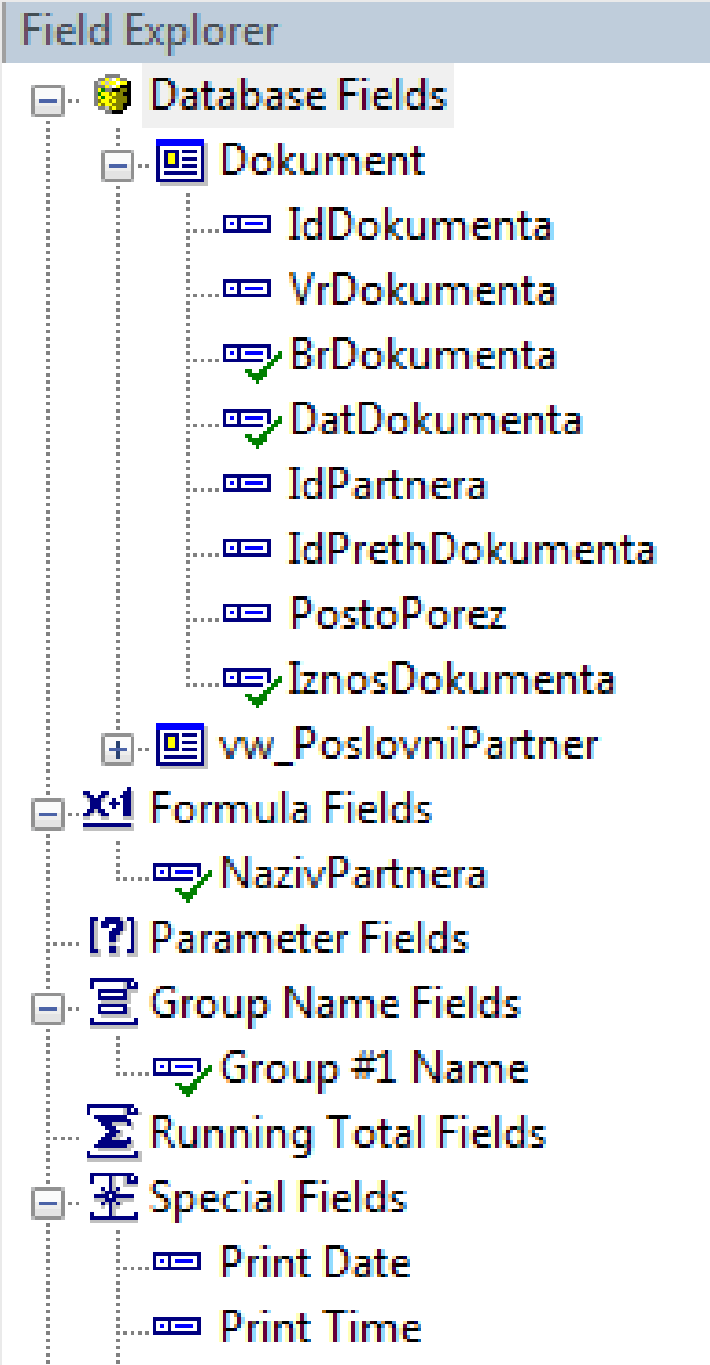 Field Explorer
Database Fields
Dokument
IdDokumenta
VrDokumenta
BrDokumenta
DatDokumenta
IdPartnera
IdPrethDokumenta
PostoPorez
IznosDokumenta
vw_PoslovniPartner
Formula Fields
NazivPartnera
[?] Parameter Fields
Group Name Fields
Group #1 Name
Running Total Fields
Special Fields
Print Date
Print Time